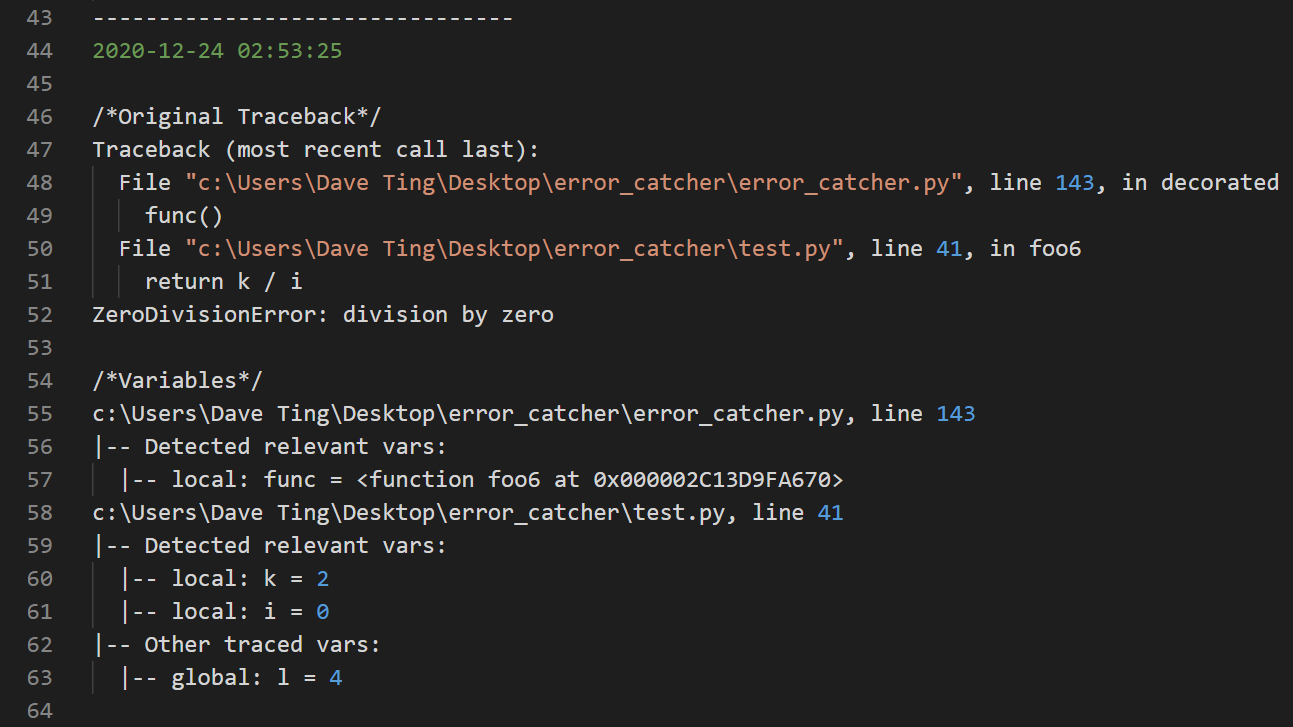 43 --------------------------------
44 2020-12-24 02:53:25
45
46 /*Original Traceback*/
47 Traceback (most recent call last):
48   File "c:\Users\Dave Ting\Desktop\error_catcher\error_catcher.py", line 143, in decorated
49     func()
50   File "c:\Users\Dave Ting\Desktop\error_catcher\test.py", line 41, in foo6
51     return k / i
52 ZeroDivisionError: division by zero
53
54 /*Variables*/
55 c:\Users\Dave Ting\Desktop\error_catcher\error_catcher.py, line 143
56 |-- Detected relevant vars:
57   |-- local: func = <function foo6 at 0x000002C13D9FA670>
58 c:\Users\Dave Ting\Desktop\error_catcher\test.py, line 41
59 |-- Detected relevant vars:
60   |-- local: k = 2
61   |-- local: i = 0
62 |-- Other traced vars:
63   |-- global: l = 4
64